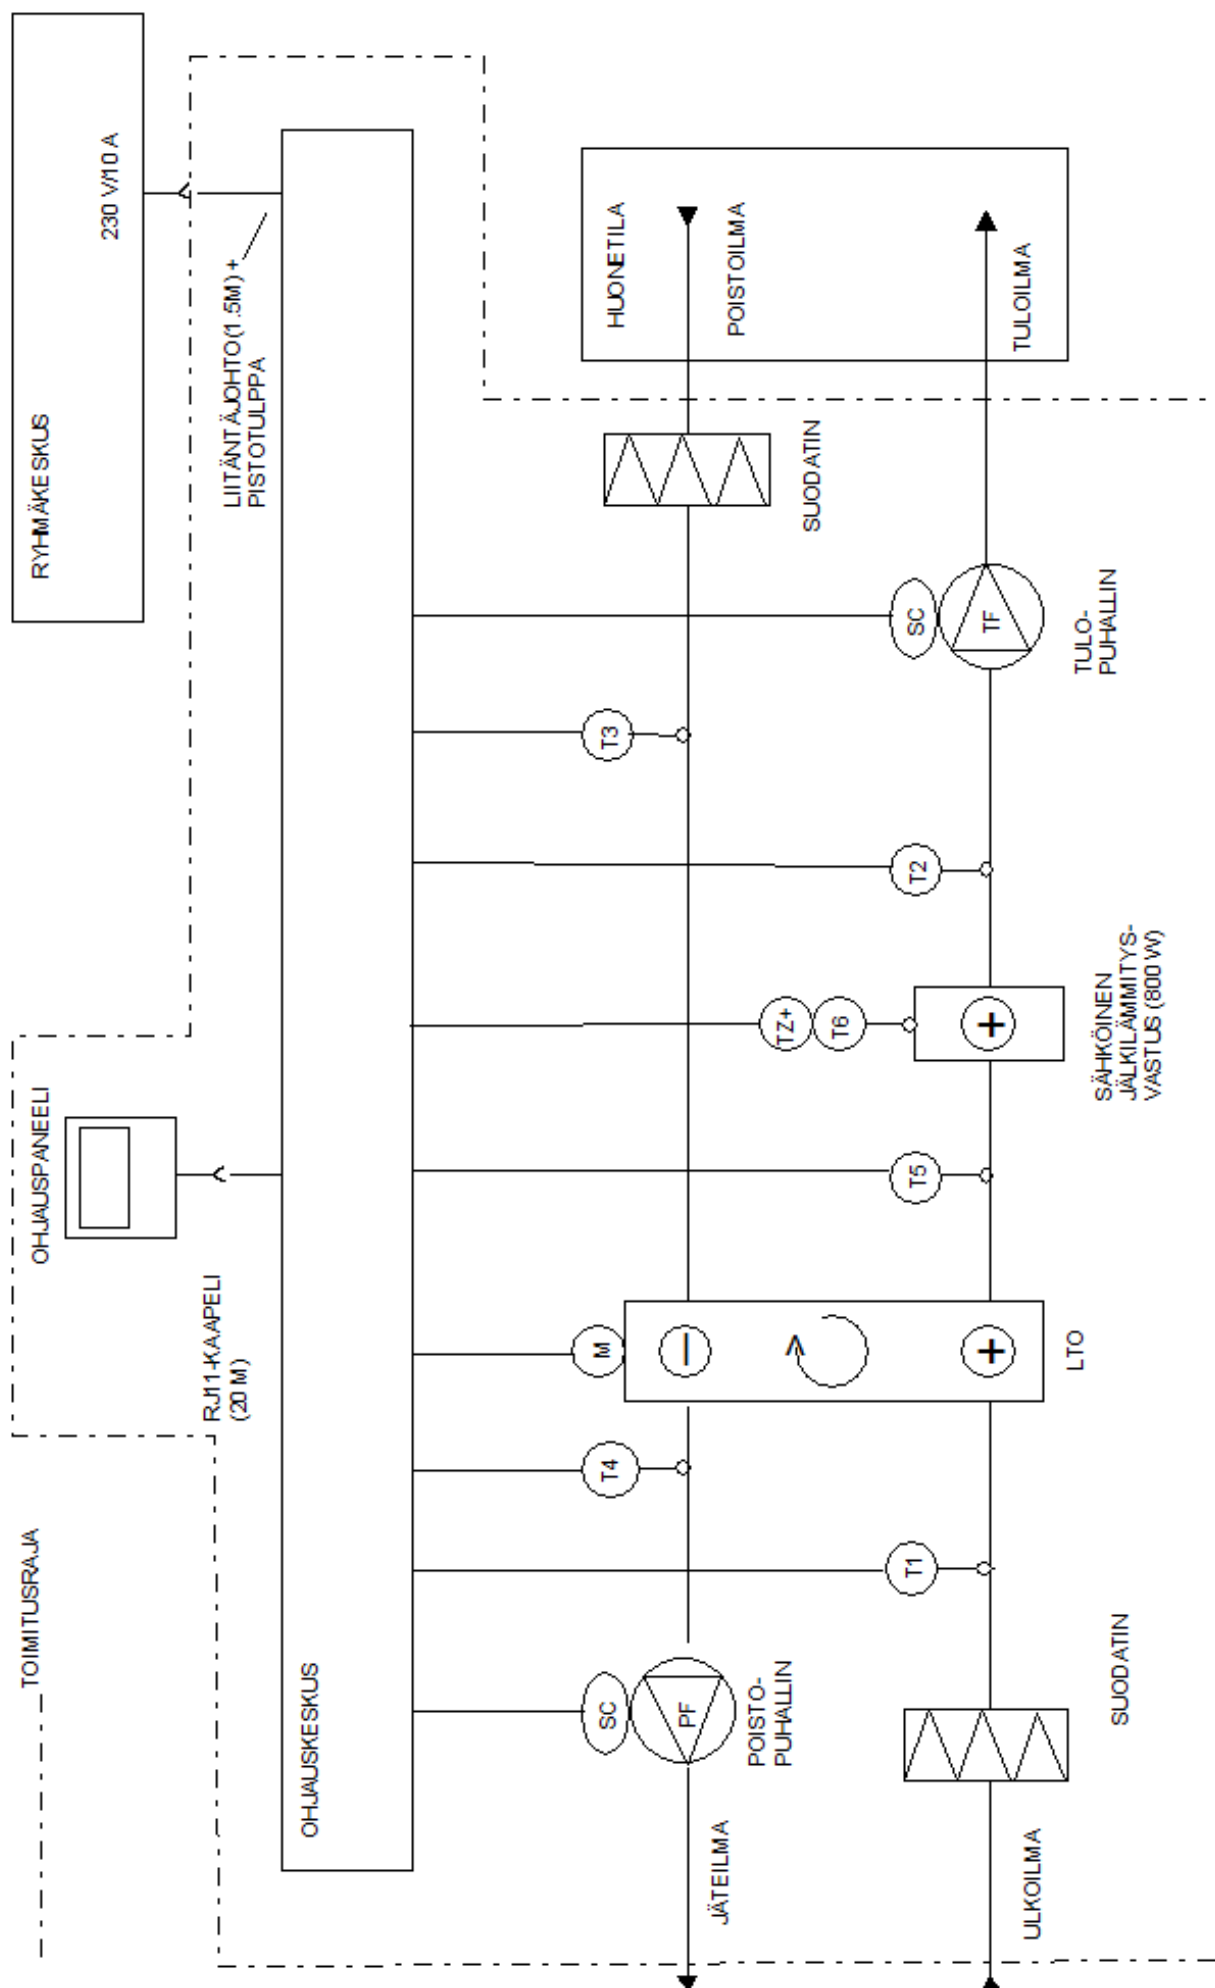 TOIMITUSRAJA
OHJAUSPANEELI
RYHMÄKESKUS
230 V/10 A
RJ11-KAAPELI
(20 M)
LIITÄNTÄJOHTO(1.5M) +
PISTOTULPPA
OHJAUSKESKUS
SC
PF
POISTO-
PUHALLIN
JÄTEILMA
T4
M
T3
SUODATIN
HUONETILA
POISTOILMA
T1
T5
TZ+
T6
T2
SC
TF
TULO-
PUHALLIN
TULOILMA
ULKOILMA
SUODATIN
LTO
SÄHKÖINEN
JÄLKILÄMMITYS-
VASTUS (800 W)